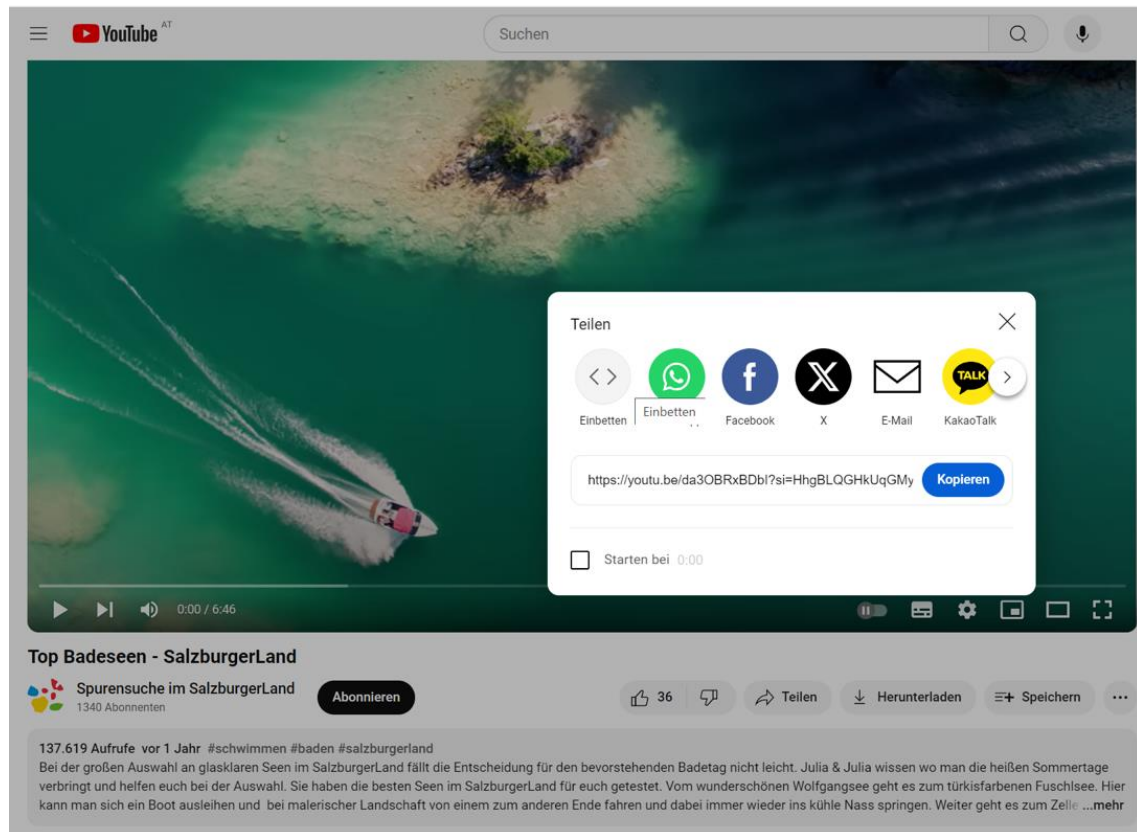 YouTube AT
Suchen
Teilen
Einbetten
TALK
Einbetten
Facebook
X
E-Mail
KakaoTalk
https://youtu.be/da3OBRxBDbI?si=HhgBLQGHkUqGMy
Kopieren
Starten bei 0:00
0:00 / 6:46
Top Badeseen - SalzburgerLand
Spurensuche im SalzburgerLand
1340 Abonnenten
Abonnieren
36
Teilen
Herunterladen
Speichern
137.619 Aufrufe vor 1 Jahr #schwimmen #baden #salzburgerland
Bei der großen Auswahl an glasklaren Seen im SalzburgerLand fällt die Entscheidung für den bevorstehenden Badetag nicht leicht. Julia & Julia wissen wo man die heißen Sommertage
verbringt und helfen euch bei der Auswahl. Sie haben die besten Seen im SalzburgerLand für euch getestet. Vom wunderschönen Wolfgangsee geht es zum türkisfarbenen Fuschlsee. Hier
kann man sich ein Boot ausleihen und bei malerischer Landschaft von einem zum anderen Ende fahren und dabei immer wieder ins kühle Nass springen. Weiter geht es zum Zelle ...mehr